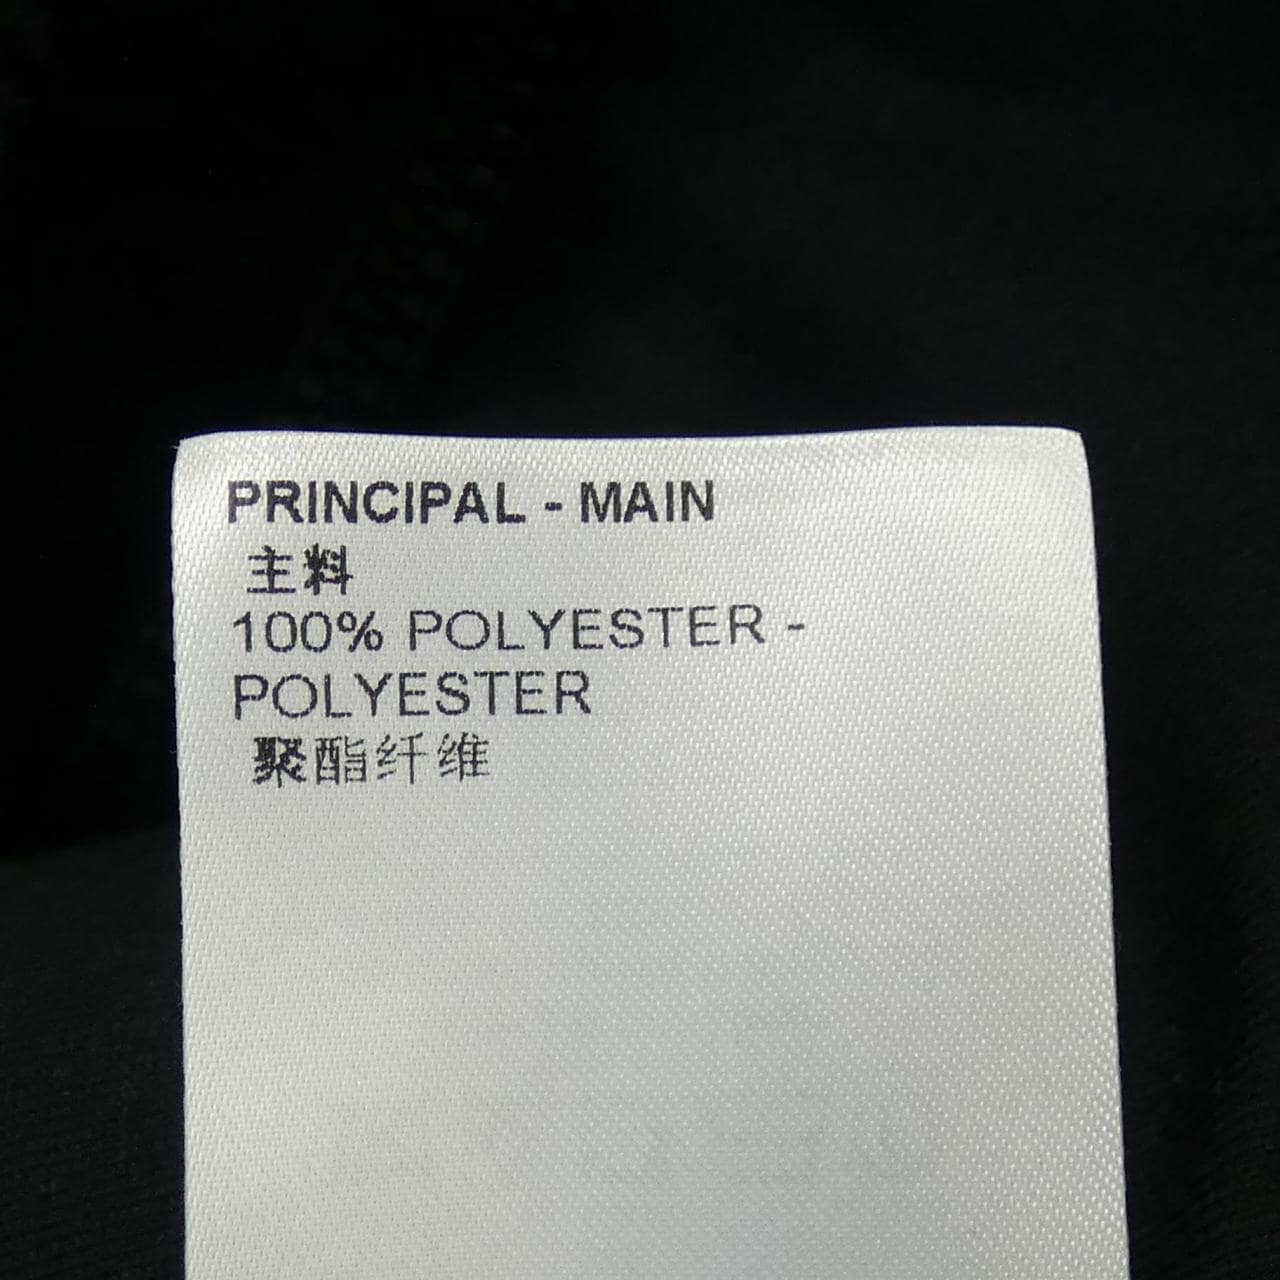 PRINCIPAL - MAIN
主料
100% POLYESTER -
POLYESTER
聚酯纤维